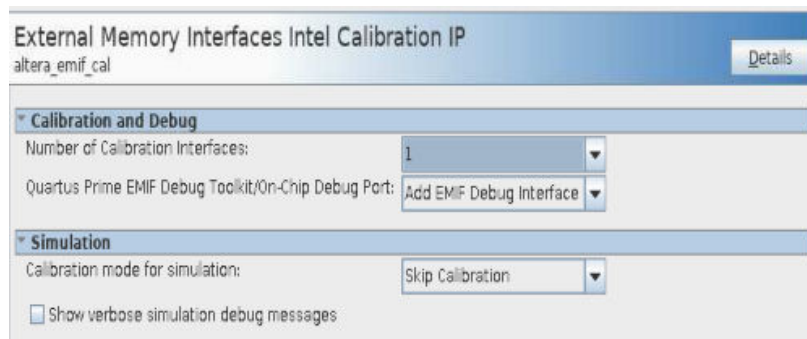 External Memory Interfaces Intel Calibration IP
altera_emif_cal
Details
Calibration and Debug
Number of Calibration Interfaces:
1
Quartus Prime EMIF Debug Toolkit/On-Chip Debug Port:
Add EMIF Debug Interface
Simulation
Calibration mode for simulation:
Skip Calibration
Show verbose simulation debug messages